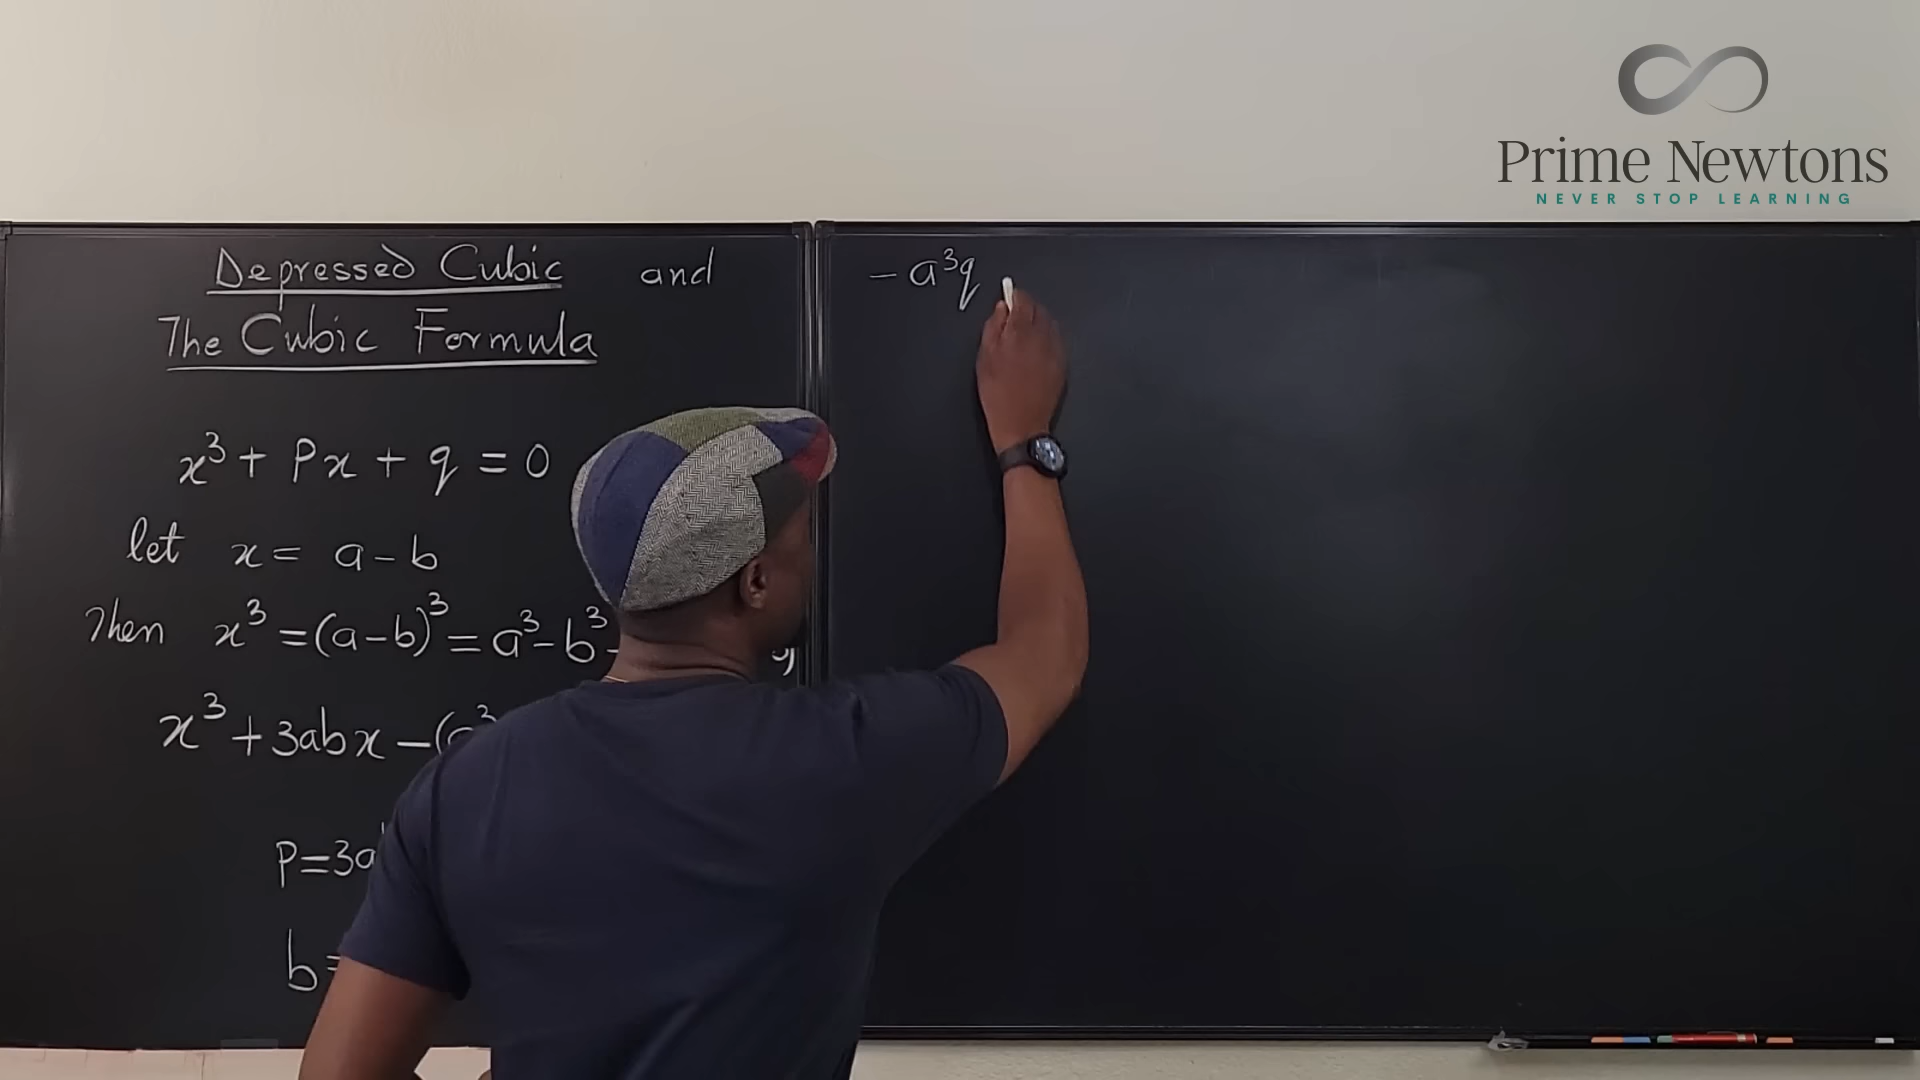 Prime Newtons
NEVER STOP LEARNING
Depressed Cubic and
The Cubic Formula
x³ + Px + q = 0
let x = a - b
Then x³ = (a-b)³ = a³ - b³
x³ + 3abx - (
P = 3a
b =
- a³q